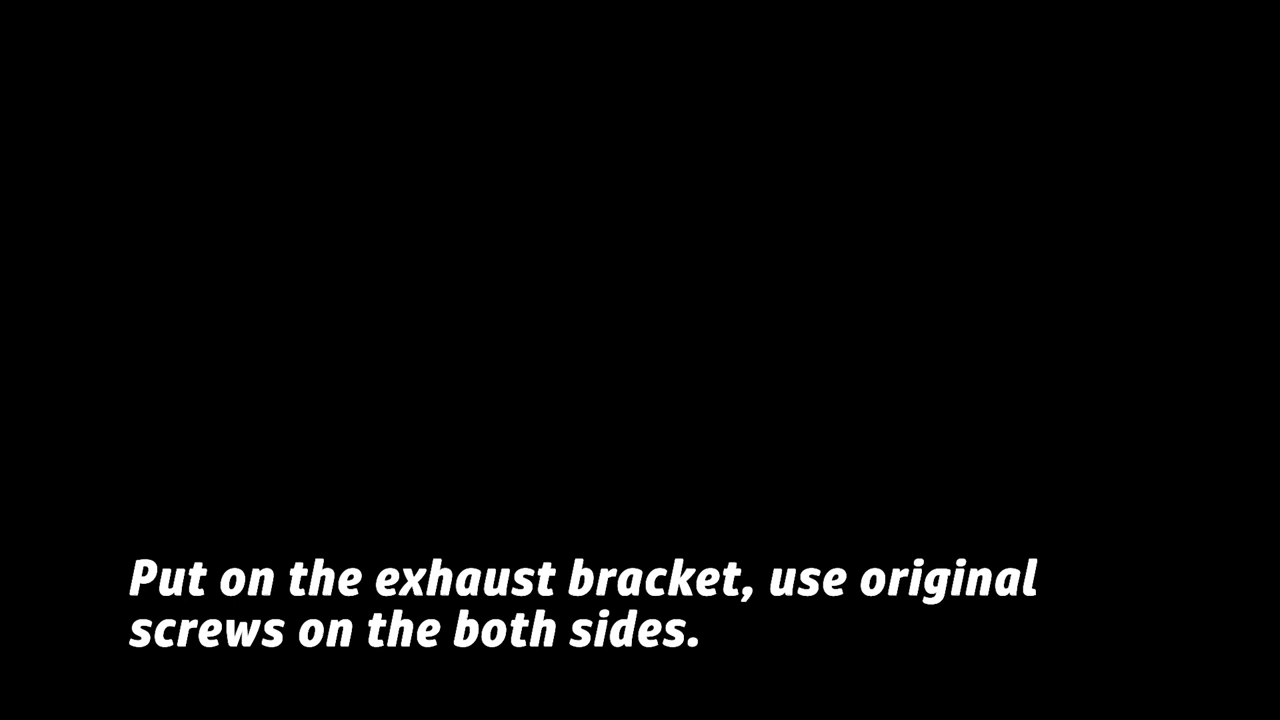 Put on the exhaust bracket, use original
screws on the both sides.